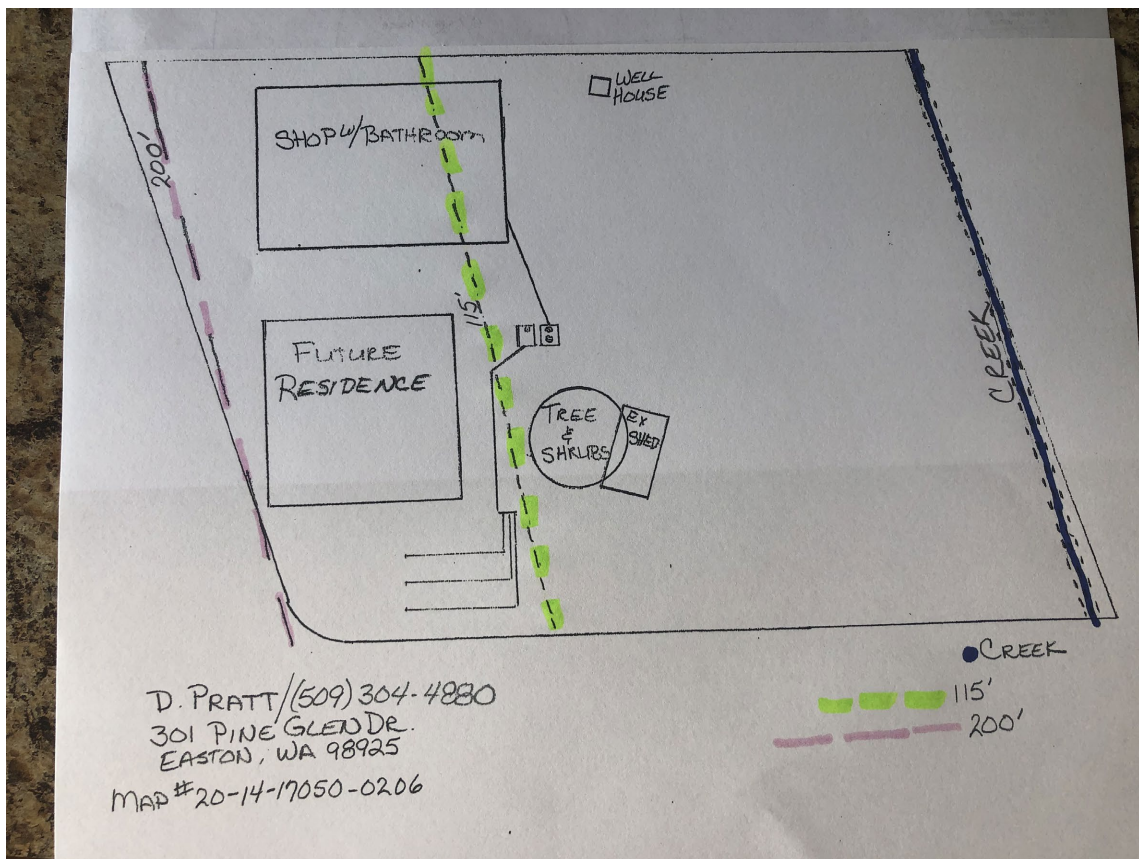 WELL
HOUSE
SHOP W/BATHROOM
200'
115'
FUTURE
RESIDENCE
TREE
&
SHRUBS
EX
SHED
CREEK
CREEK
115'
200'
D. PRATT/(509) 304-4880
301 PINE GLEN DR.
EASTON, WA 98925
MAP # 20-14-17050-0206